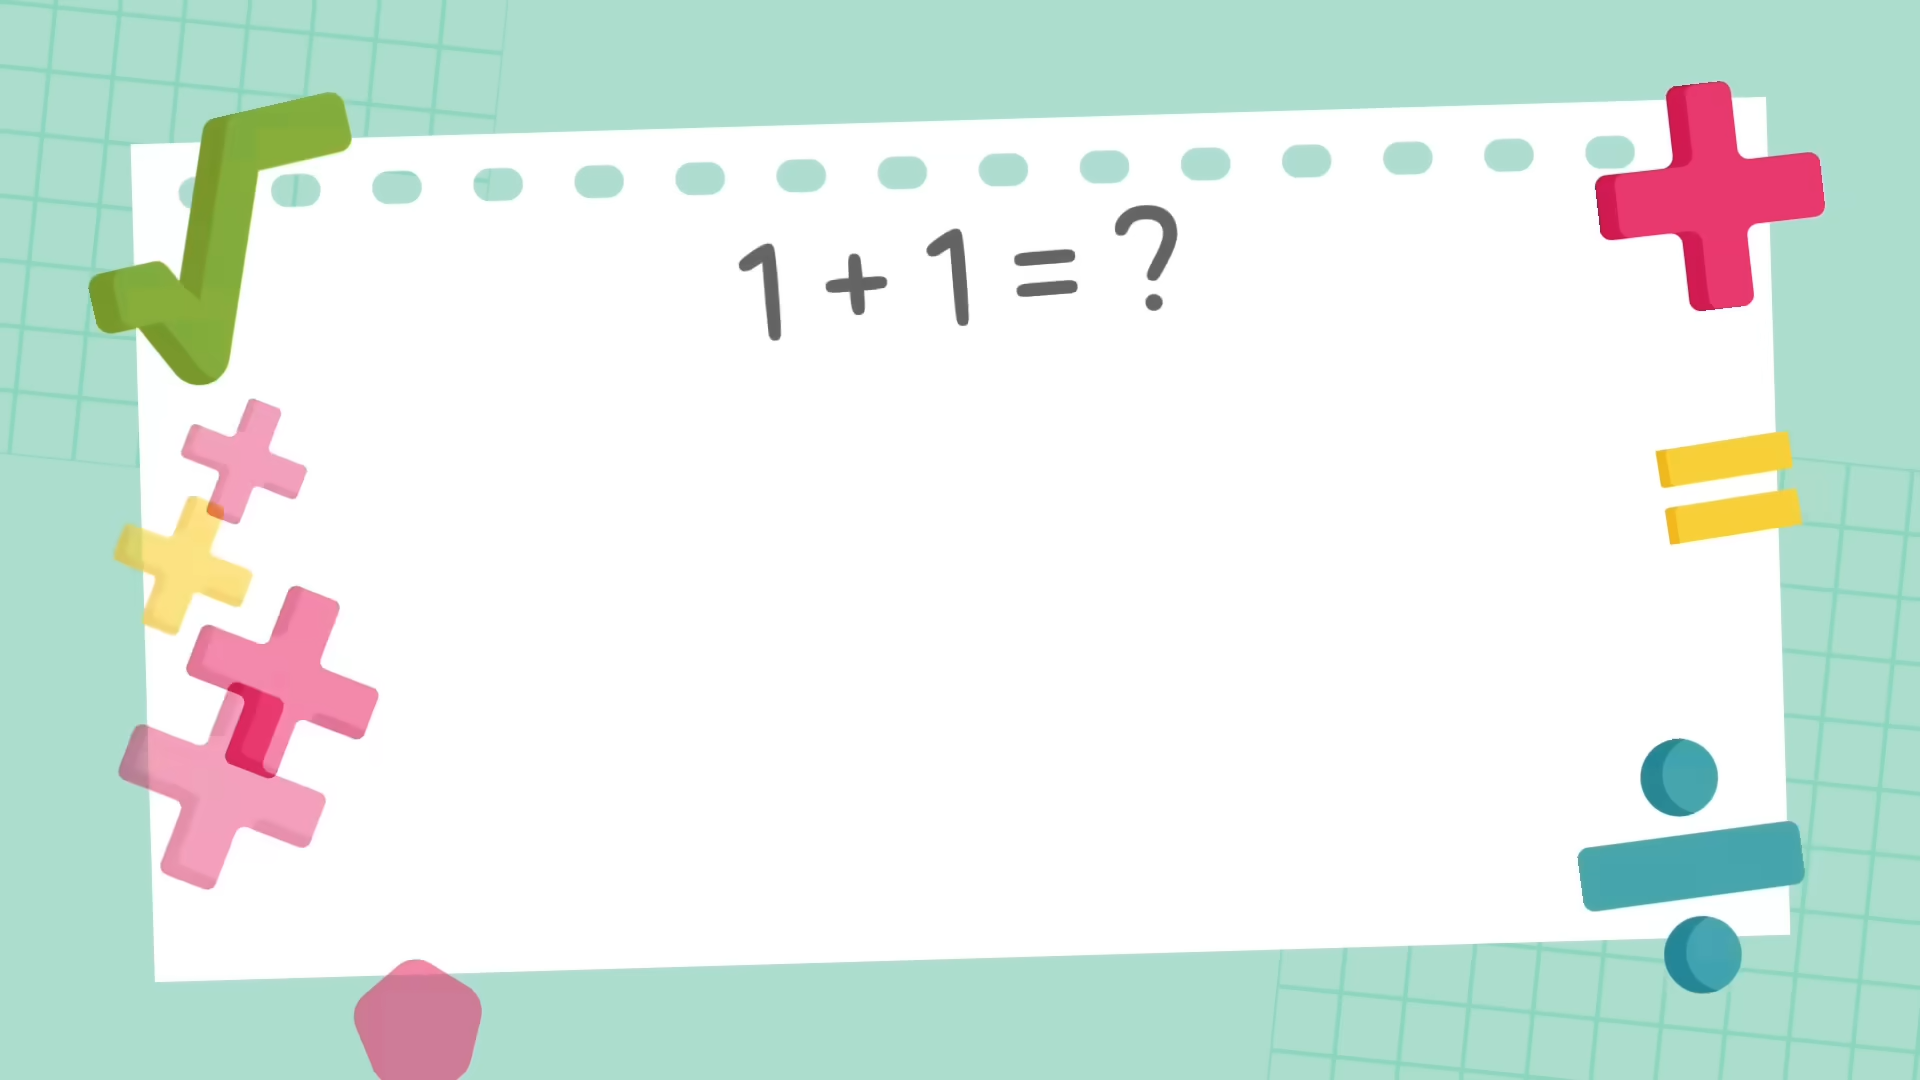 1 + 1 = ?